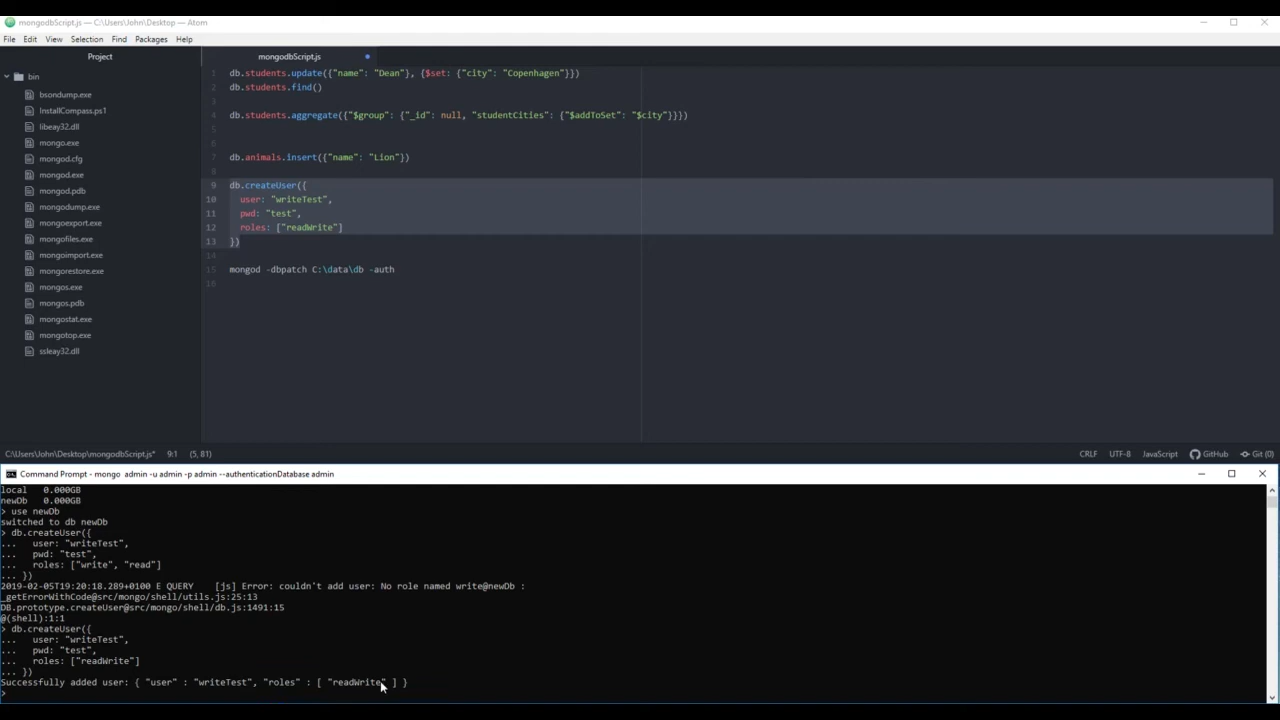 mongodbScript.js — C:\Users\John\Desktop — Atom
File Edit View Selection Find Packages Help
Project
mongodbScript.js
bin
bsondump.exe
InstallCompass.ps1
libeay32.dll
mongo.exe
mongod.cfg
mongod.exe
mongod.pdb
mongodump.exe
mongoexport.exe
mongofiles.exe
mongoimport.exe
mongorestore.exe
mongos.exe
mongos.pdb
mongostat.exe
mongotop.exe
ssleay32.dll
1 db.students.update({"name": "Dean"}, {$set: {"city": "Copenhagen"}})
2 db.students.find()
3
4 db.students.aggregate({"$group": {"_id": null, "studentCities": {"$addToSet": "$city"}}})
5
6
7 db.animals.insert({"name": "Lion"})
8
9 db.createUser({
10 user: "writeTest",
11 pwd: "test",
12 roles: ["readWrite"]
13 })
14
15 mongod -dbpatch C:\data\db -auth
16
C:\Users\John\Desktop\mongodbScript.js* 9:1 (5, 81) CRLF UTF-8 JavaScript GitHub Git (0)
Command Prompt - mongo admin -u admin -p admin --authenticationDatabase admin
local 0.000GB
newDb 0.000GB
> use newDb
switched to db newDb
> db.createUser({
... user: "writeTest",
... pwd: "test",
... roles: ["write", "read"]
... })
2019-02-05T19:20:18.289+0100 E QUERY [js] Error: couldn't add user: No role named write@newDb :
_getErrorWithCode@src/mongo/shell/utils.js:25:13
DB.prototype.createUser@src/mongo/shell/db.js:1491:15
@(shell):1:1
> db.createUser({
... user: "writeTest",
... pwd: "test",
... roles: ["readWrite"]
... })
Successfully added user: { "user" : "writeTest", "roles" : [ "readWrite" ] }
>